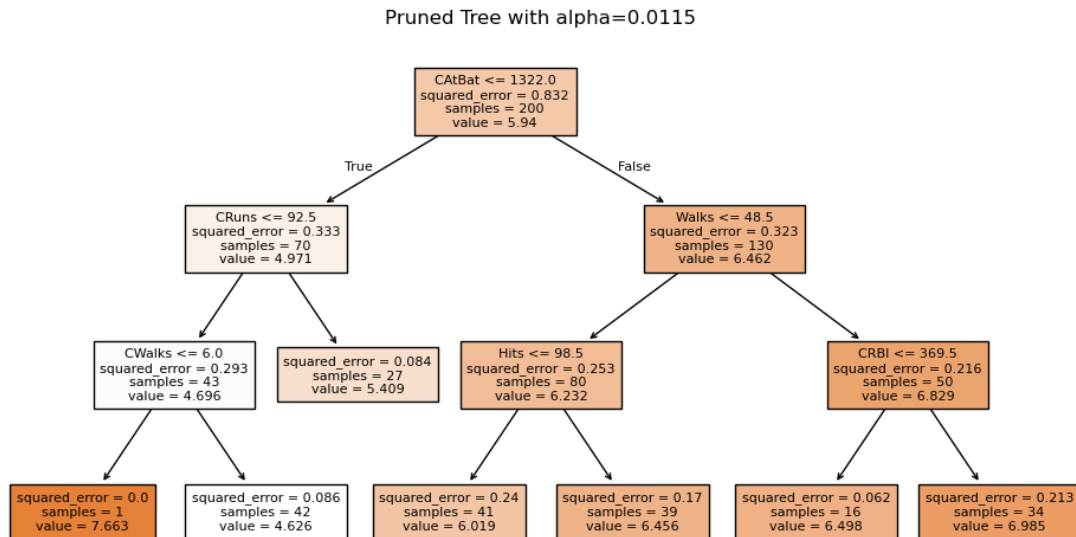 Pruned Tree with alpha=0.0115
CAtBat <= 1322.0
squared_error = 0.832
samples = 200
value = 5.94
True
False
CRuns <= 92.5
squared_error = 0.333
samples = 70
value = 4.971
Walks <= 48.5
squared_error = 0.323
samples = 130
value = 6.462
CWalks <= 6.0
squared_error = 0.293
samples = 43
value = 4.696
squared_error = 0.084
samples = 27
value = 5.409
Hits <= 98.5
squared_error = 0.253
samples = 80
value = 6.232
CRBI <= 369.5
squared_error = 0.216
samples = 50
value = 6.829
squared_error = 0.0
samples = 1
value = 7.663
squared_error = 0.086
samples = 42
value = 4.626
squared_error = 0.24
samples = 41
value = 6.019
squared_error = 0.17
samples = 39
value = 6.456
squared_error = 0.062
samples = 16
value = 6.498
squared_error = 0.213
samples = 34
value = 6.985